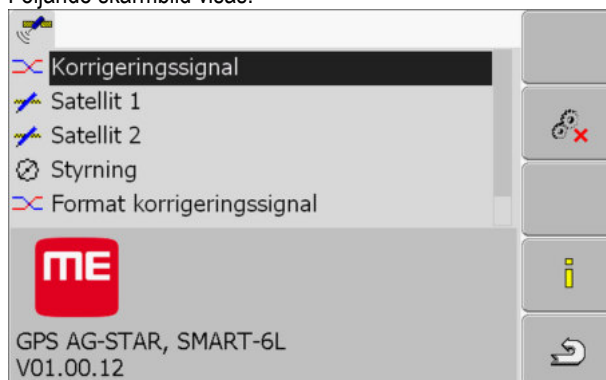 Följande skärmbild visas:
Korrigeringssignal
Satellit 1
Satellit 2
Styrning
Format korrigeringssignal
ME
GPS AG-STAR, SMART-6L
V01.00.12